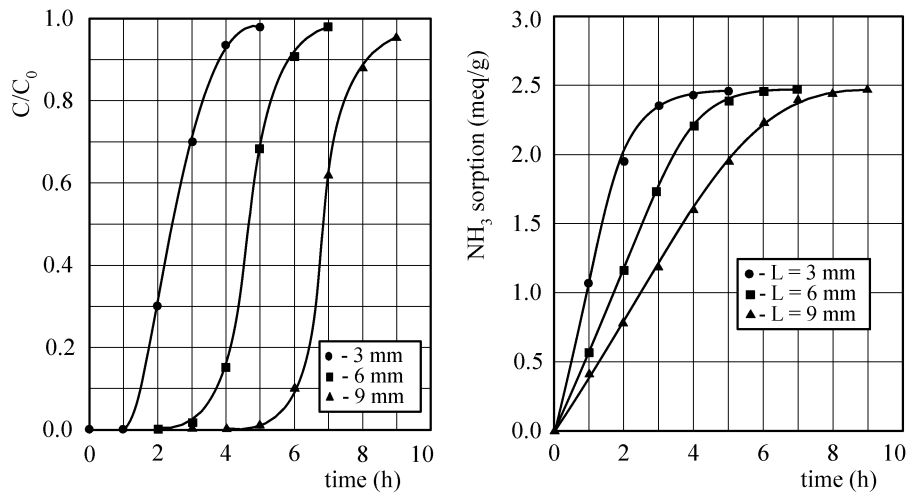 1.0
0.8
0.6
0.4
0.2
0.0
C/C0
0 2 4 6 8 10
time (h)
- 3 mm
- 6 mm
- 9 mm
3.0
2.5
2.0
1.5
1.0
0.5
0.0
NH3 sorption (meq/g)
0 2 4 6 8 10
time (h)
- L = 3 mm
- L = 6 mm
- L = 9 mm